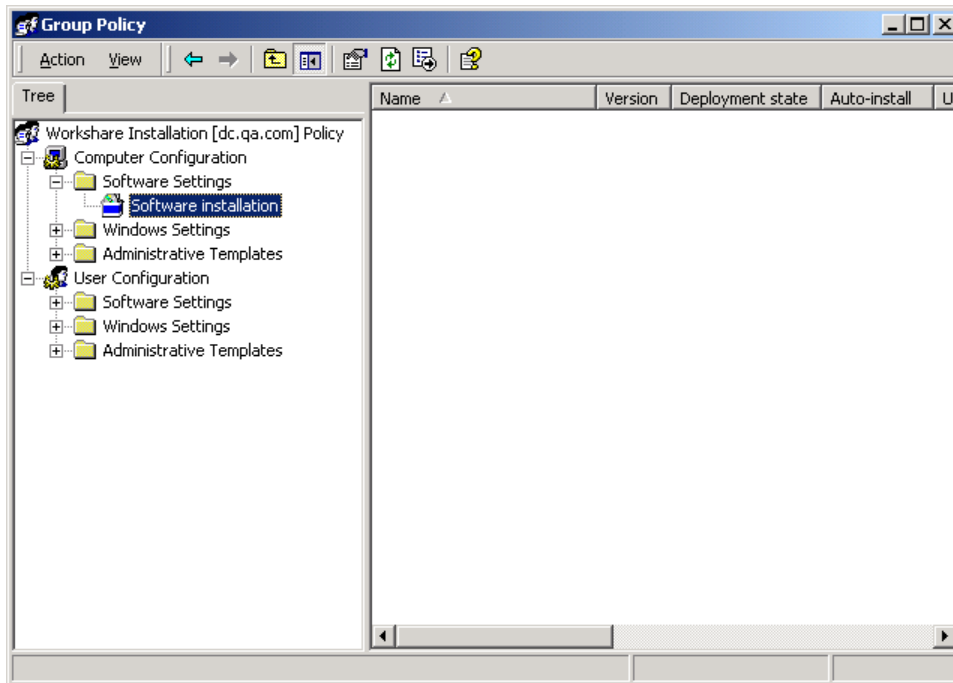 Group Policy
Action View
Tree
Name Version Deployment state Auto-install U
Workshare Installation [dc.qa.com] Policy
Computer Configuration
Software Settings
Software installation
Windows Settings
Administrative Templates
User Configuration
Software Settings
Windows Settings
Administrative Templates